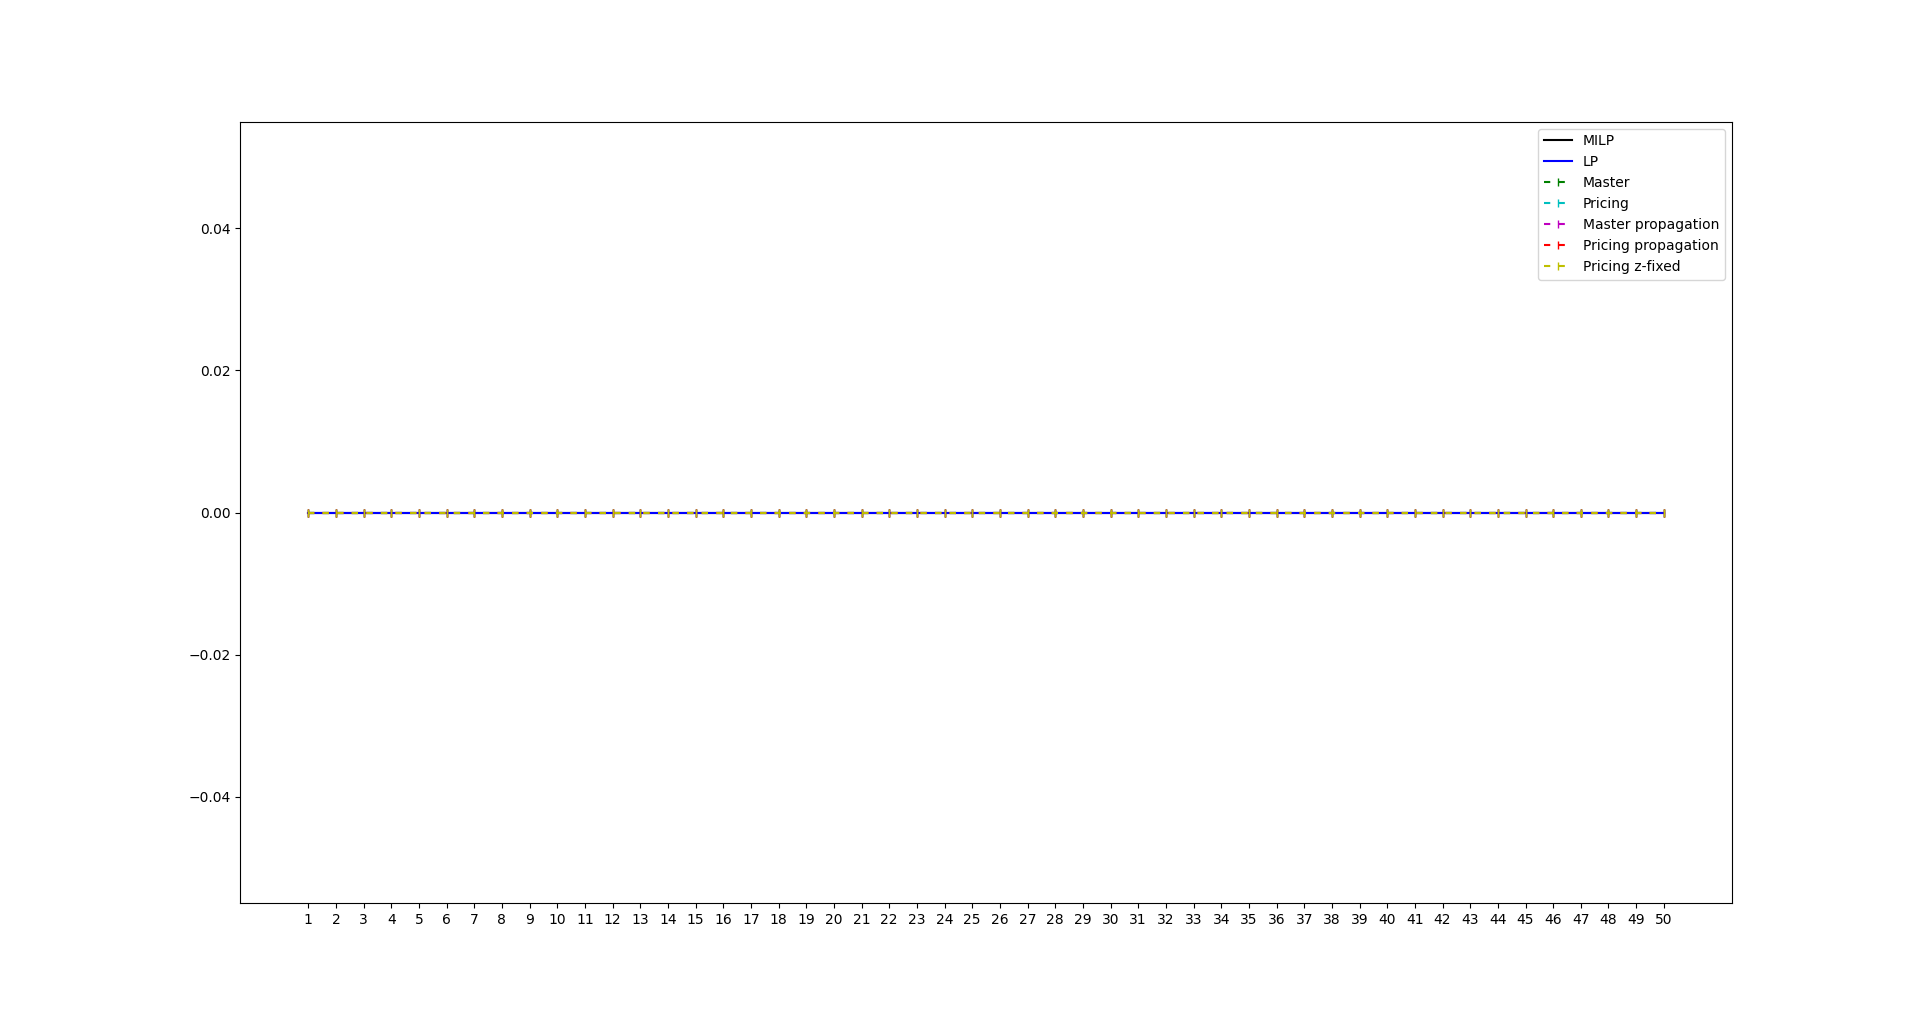 MILP
LP
Master
Pricing
Master propagation
Pricing propagation
Pricing z-fixed
0.04
0.02
0.00
−0.02
−0.04
1 2 3 4 5 6 7 8 9 10 11 12 13 14 15 16 17 18 19 20 21 22 23 24 25 26 27 28 29 30 31 32 33 34 35 36 37 38 39 40 41 42 43 44 45 46 47 48 49 50